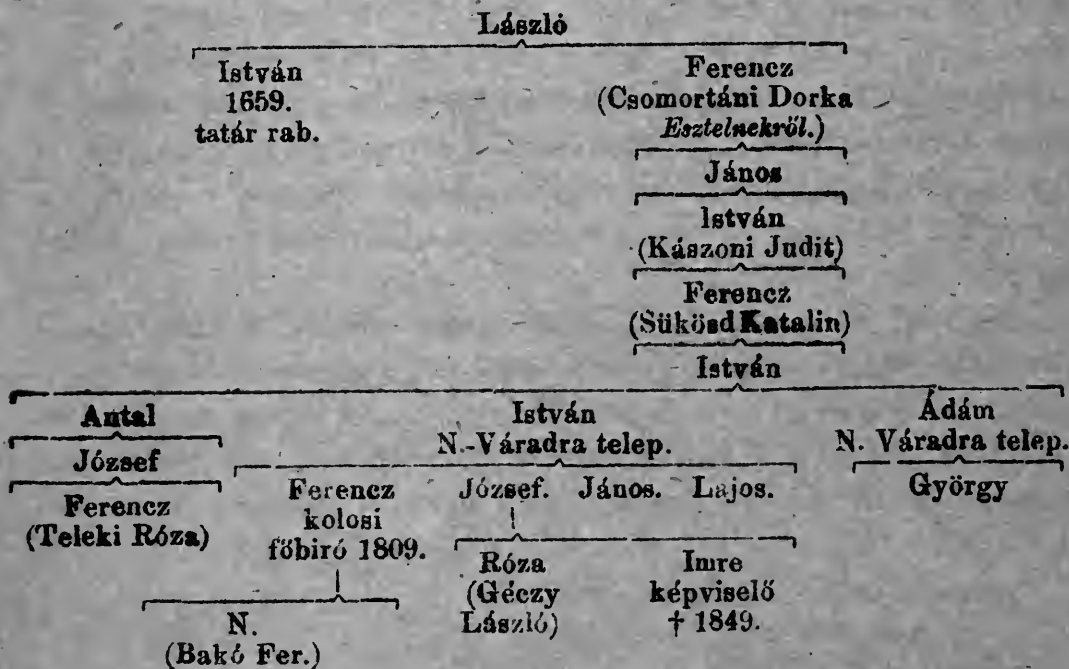 László
István
1659.
tatár rab.
Ferencz
(Csomortáni Dorka
Esztelnekről.)
János
István
(Kászoni Judit)
Ferencz
(Sükösd Katalin)
István
Antal
József
Ferencz
(Teleki Róza)
István
N.-Váradra telep.
Ferencz
kolosi
főbiró 1809.
N.
(Bakó Fer.)
József. János. Lajos.
Róza
(Géczy
László)
Imre
képviselő
† 1849.
Ádám
N. Váradra telep.
György